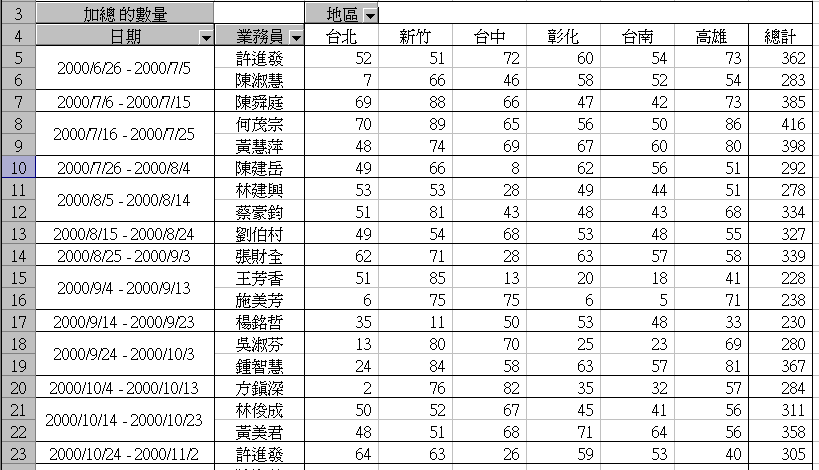 3 加總 的數量 地區
4 日期 業務員 台北 新竹 台中 彰化 台南 高雄 總計
5 2000/6/26 - 2000/7/5 許進發 52 51 72 60 54 73 362
6 陳淑慧 7 66 46 58 52 54 283
7 2000/7/6 - 2000/7/15 陳舜庭 69 88 66 47 42 73 385
8 2000/7/16 - 2000/7/25 何茂宗 70 89 65 56 50 86 416
9 黃慧萍 48 74 69 67 60 80 398
10 2000/7/26 - 2000/8/4 陳建岳 49 66 8 62 56 51 292
11 2000/8/5 - 2000/8/14 林建興 53 53 28 49 44 51 278
12 蔡豪鈞 51 81 43 48 43 68 334
13 2000/8/15 - 2000/8/24 劉伯村 49 54 68 53 48 55 327
14 2000/8/25 - 2000/9/3 張財全 62 71 28 63 57 58 339
15 2000/9/4 - 2000/9/13 王芳香 51 85 13 20 18 41 228
16 施美芳 6 75 75 6 5 71 238
17 2000/9/14 - 2000/9/23 楊銘哲 35 11 50 53 48 33 230
18 2000/9/24 - 2000/10/3 吳淑芬 13 80 70 25 23 69 280
19 鍾智慧 24 84 58 63 57 81 367
20 2000/10/4 - 2000/10/13 方鎮深 2 76 82 35 32 57 284
21 2000/10/14 - 2000/10/23 林俊成 50 52 67 45 41 56 311
22 黃美君 48 51 68 71 64 56 358
23 2000/10/24 - 2000/11/2 許進發 64 63 26 59 53 40 305